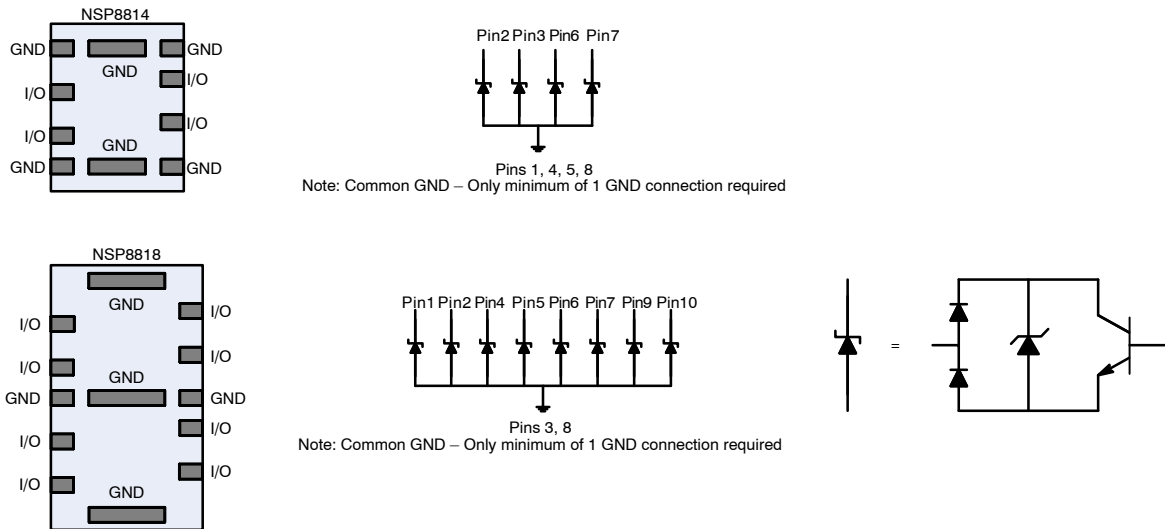 NSP8814
GND
GND
GND
I/O
I/O
I/O
I/O
GND
GND
GND
Pin2 Pin3 Pin6 Pin7
Pins 1, 4, 5, 8
Note: Common GND – Only minimum of 1 GND connection required
NSP8818
GND
I/O
I/O
I/O
I/O
GND
GND
GND
I/O
I/O
I/O
I/O
GND
Pin1 Pin2 Pin4 Pin5 Pin6 Pin7 Pin9 Pin10
Pins 3, 8
Note: Common GND – Only minimum of 1 GND connection required
=